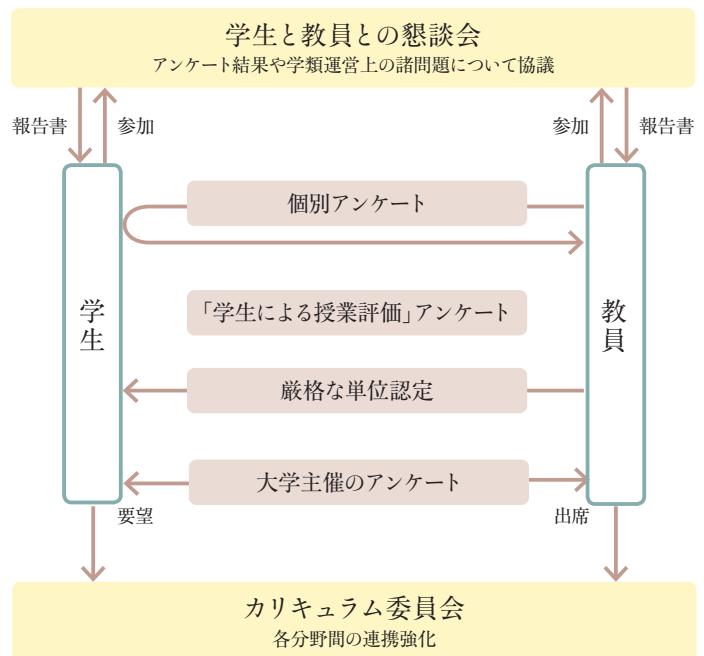 学生と教員との懇談会
アンケート結果や学類運営上の諸問題について協議
報告書
参加
参加
報告書
個別アンケート
学生
「学生による授業評価」アンケート
教員
厳格な単位認定
大学主催のアンケート
要望
出席
カリキュラム委員会
各分野間の連携強化